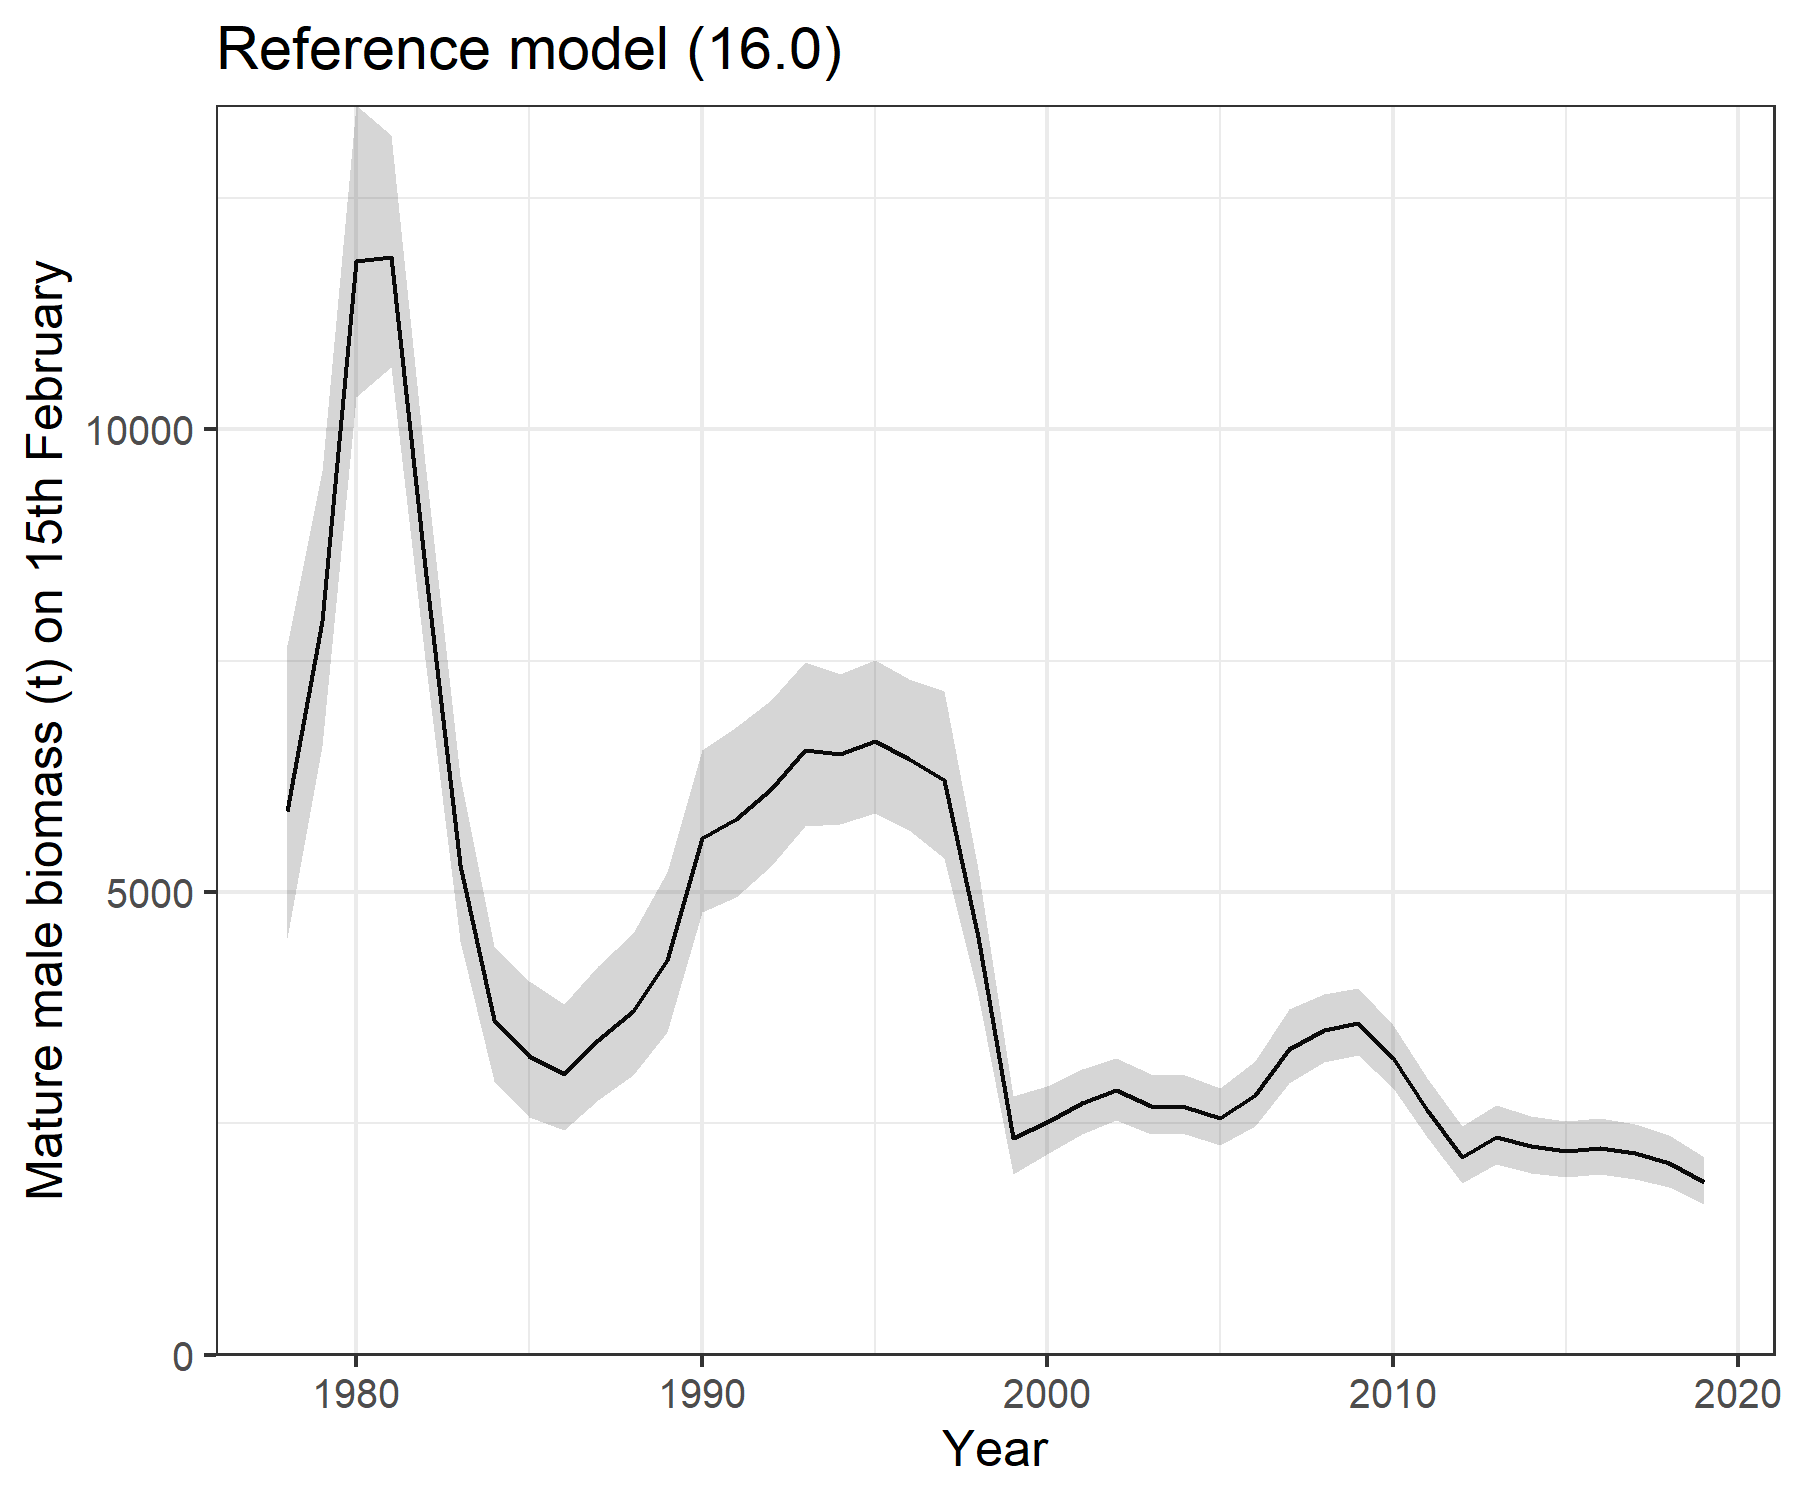 Reference model (16.0)
Mature male biomass (t) on 15th February
10000
5000
0
1980 1990 2000 2010 2020
Year